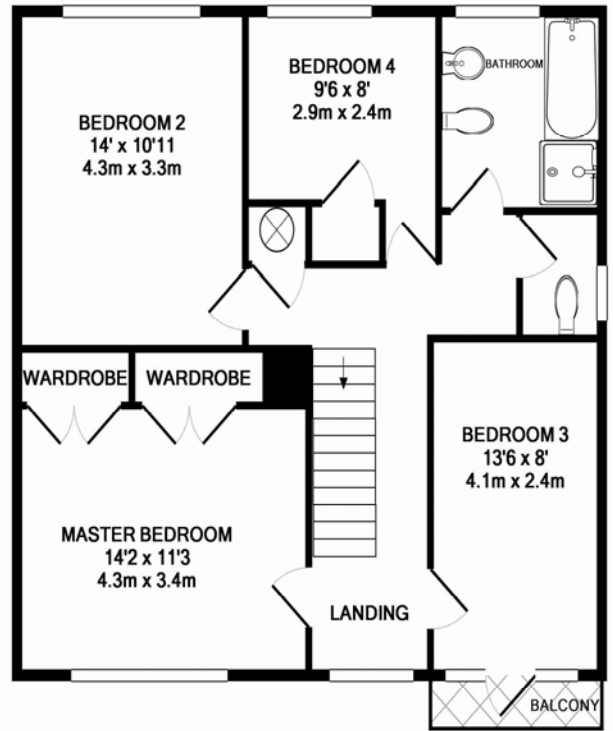 BEDROOM 2
14' x 10'11
4.3m x 3.3m
BEDROOM 4
9'6 x 8'
2.9m x 2.4m
BATHROOM
WARDROBE
WARDROBE
BEDROOM 3
13'6 x 8'
4.1m x 2.4m
MASTER BEDROOM
14'2 x 11'3
4.3m x 3.4m
LANDING
BALCONY